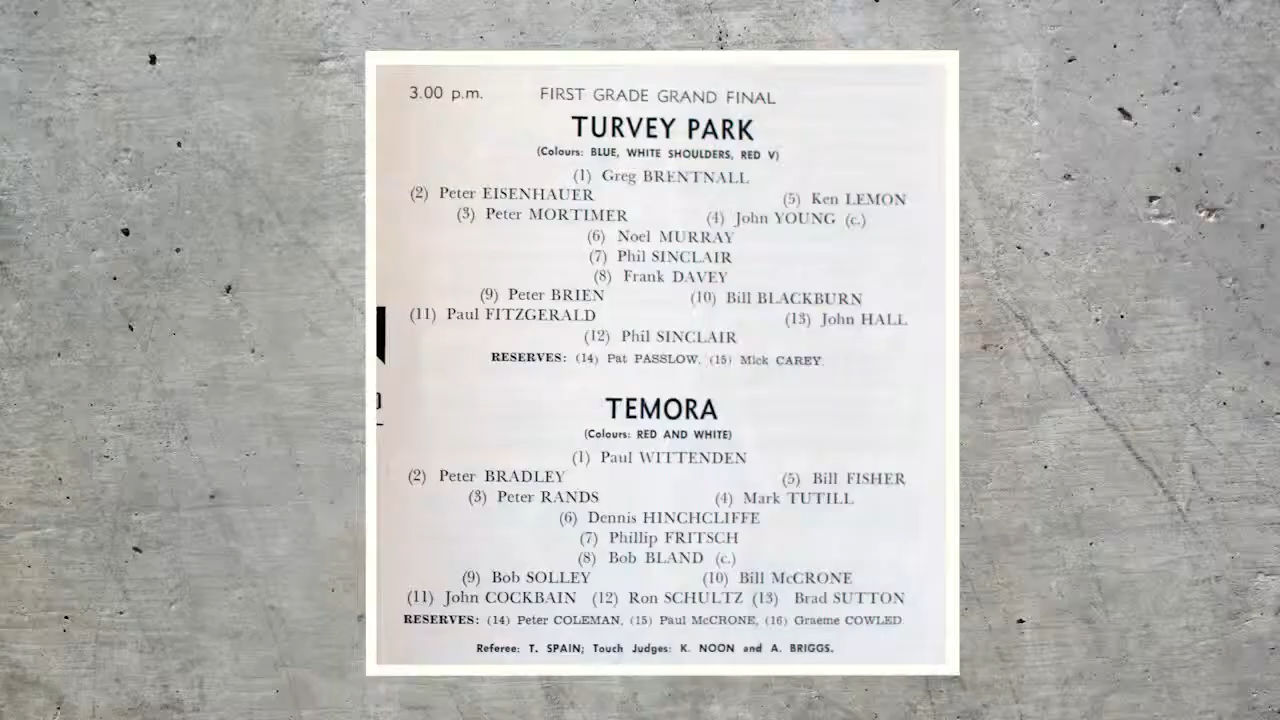 3.00 p.m. FIRST GRADE GRAND FINAL
TURVEY PARK
(Colours: BLUE, WHITE SHOULDERS, RED V)
(1) Greg BRENTNALL
(2) Peter EISENHAUER (5) Ken LEMON
(3) Peter MORTIMER (4) John YOUNG (c.)
(6) Noel MURRAY
(7) Phil SINCLAIR
(8) Frank DAVEY
(9) Peter BRIEN (10) Bill BLACKBURN
(11) Paul FITZGERALD (13) John HALL
(12) Phil SINCLAIR
RESERVES: (14) Pat PASSLOW, (15) Mick CAREY.
TEMORA
(Colours: RED AND WHITE)
(1) Paul WITTENDEN
(2) Peter BRADLEY (5) Bill FISHER
(3) Peter RANDS (4) Mark TUTILL
(6) Dennis HINCHCLIFFE
(7) Phillip FRITSCH
(8) Bob BLAND (c.)
(9) Bob SOLLEY (10) Bill McCRONE
(11) John COCKBAIN (12) Ron SCHULTZ (13) Brad SUTTON
RESERVES: (14) Peter COLEMAN, (15) Paul McCRONE, (16) Graeme COWLED
Referee: T. SPAIN; Touch Judges: K. NOON and A. BRIGGS.